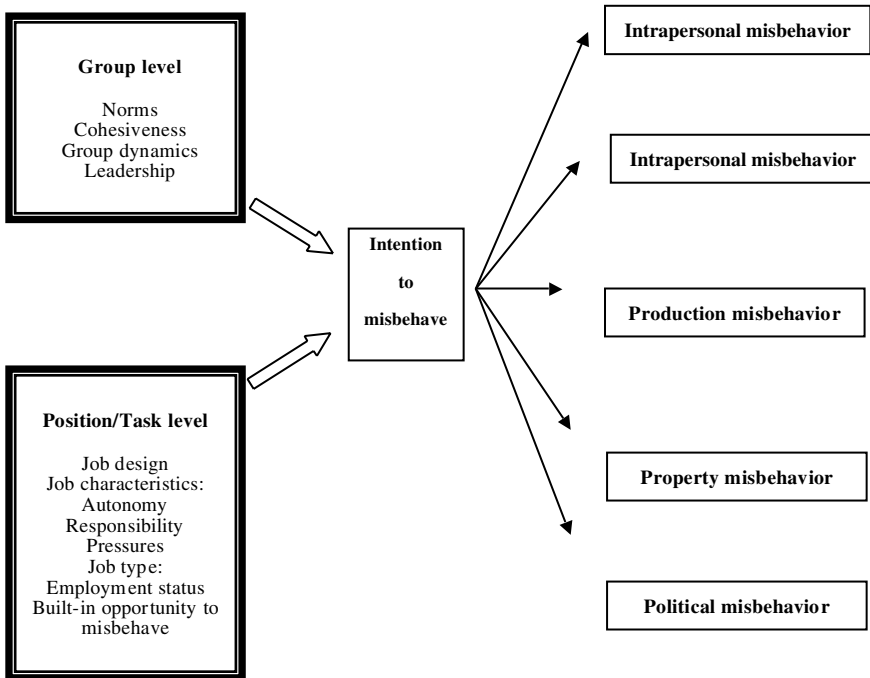 Group level
Norms
Cohesiveness
Group dynamics
Leadership
Position/Task level
Job design
Job characteristics:
Autonomy
Responsibility
Pressures
Job type:
Employment status
Built-in opportunity to
misbehave
Intention
to
misbehave
Intrapersonal misbehavior
Intrapersonal misbehavior
Production misbehavior
Property misbehavior
Political misbehavior